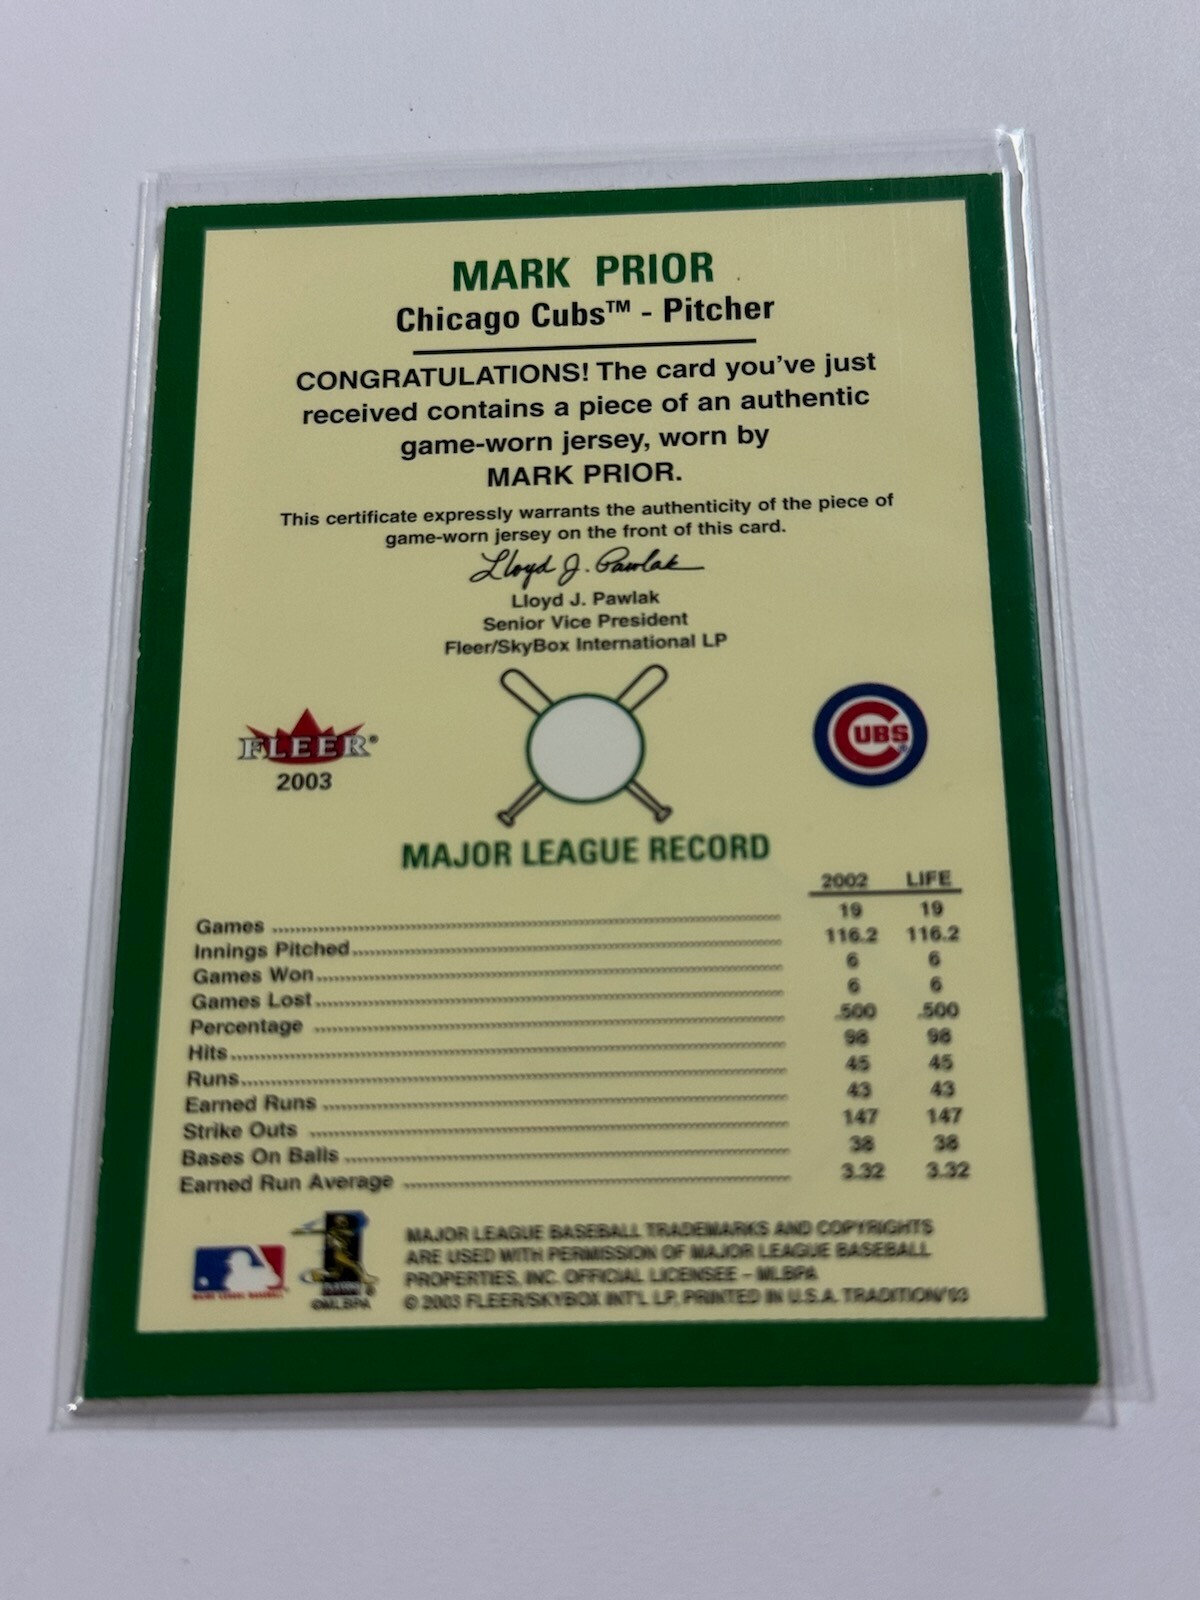 MARK PRIOR
Chicago Cubs™ - Pitcher
CONGRATULATIONS! The card you've just
received contains a piece of an authentic
game-worn jersey, worn by
MARK PRIOR.
This certificate expressly warrants the authenticity of the piece of
game-worn jersey on the front of this card.
Lloyd J. Pawlak
Lloyd J. Pawlak
Senior Vice President
Fleer/SkyBox International LP
FLEER®
2003
CUBS®
MAJOR LEAGUE RECORD
2002 LIFE
Games 19 19
Innings Pitched 116.2 116.2
Games Won 6 6
Games Lost 6 6
Percentage .500 .500
Hits 98 98
Runs 45 45
Earned Runs 43 43
Strike Outs 147 147
Bases On Balls 38 38
Earned Run Average 3.32 3.32
©MLBPA
MAJOR LEAGUE BASEBALL TRADEMARKS AND COPYRIGHTS
ARE USED WITH PERMISSION OF MAJOR LEAGUE BASEBALL
PROPERTIES, INC. OFFICIAL LICENSEE – MLBPA
© 2003 FLEER/SKYBOX INT'L LP, PRINTED IN U.S.A. TRADITION/'03